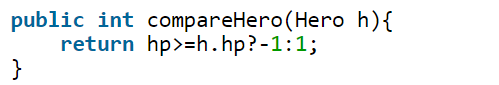 public int compareHero(Hero h){
    return hp>=h.hp?-1:1;
}